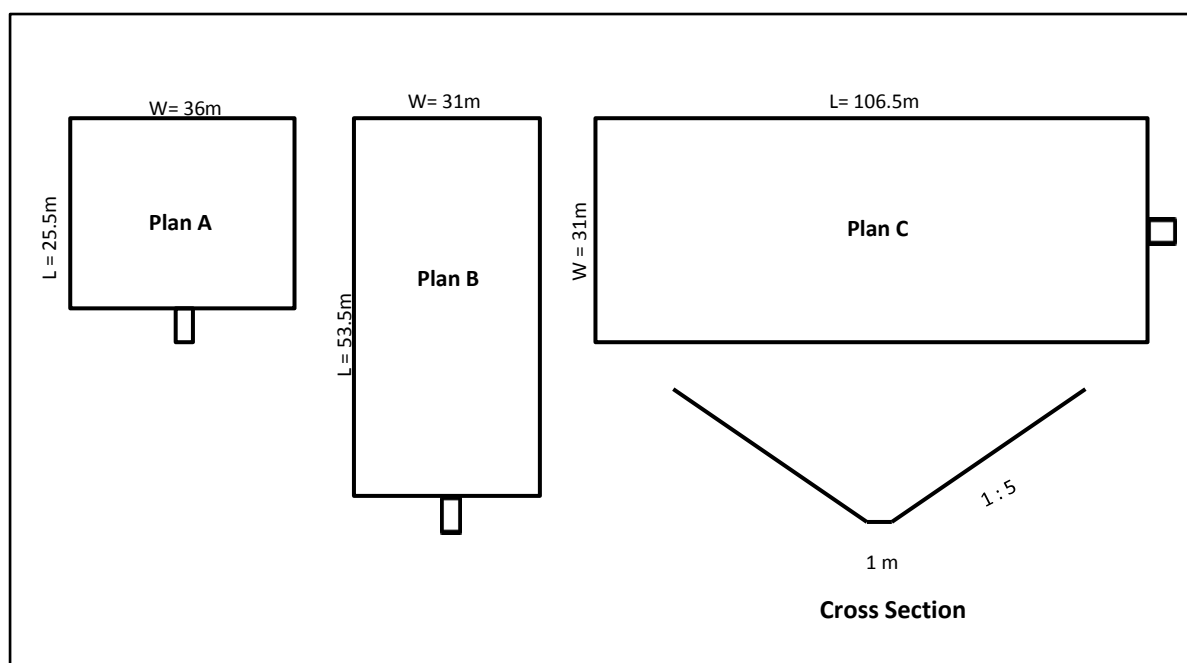 W= 36m
L = 25.5m
Plan A
W= 31m
L = 53.5m
Plan B
L= 106.5m
W = 31m
Plan C
1 : 5
1 m
Cross Section